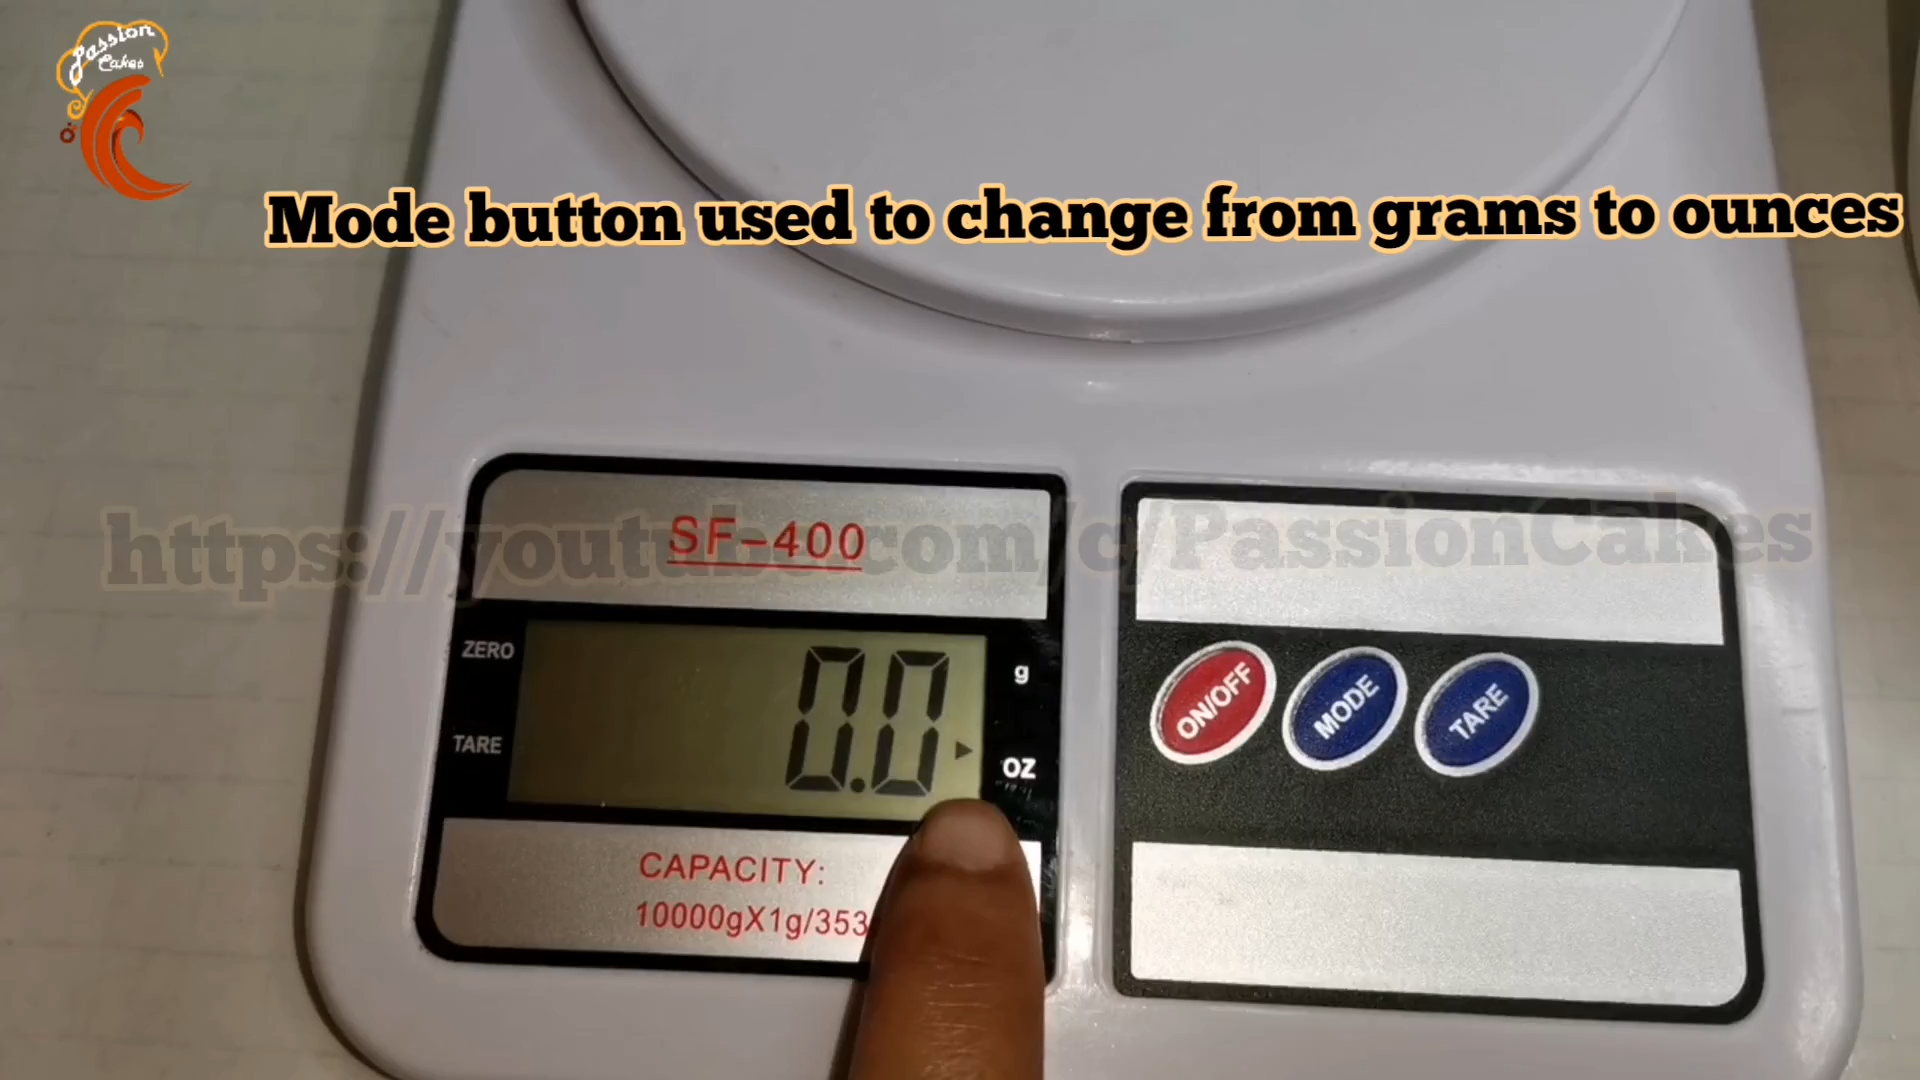 Passion
Cakes
Mode button used to change from grams to ounces
https://youtube.com/c/PassionCakes
SF-400
ZERO
TARE
0.0
g
OZ
ON/OFF
MODE
TARE
CAPACITY:
10000gX1g/353